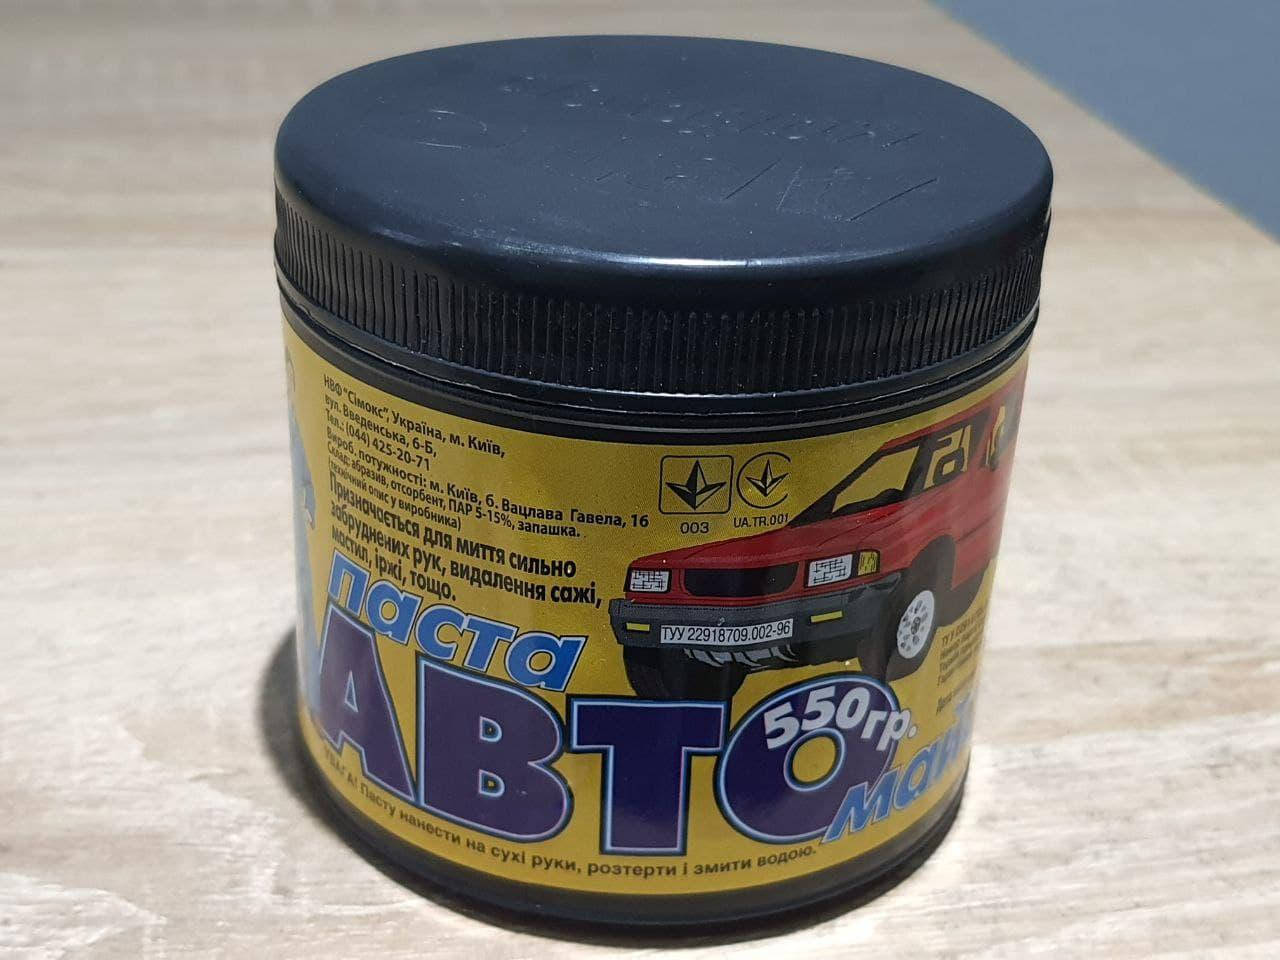 НВФ "Сімокс", Україна, м. Київ,
вул. Введенська, 6-Б,
Тел.: (044) 425-20-71
Вироб. потужності: м. Київ, б. Вацлава Гавела, 16
Склад: абразив, отсорбент, ПАР 5-15%, запашка.
(технічний опис у виробника)
Призначається для миття сильно
забруднених рук, видалення сажі,
мастил, іржі, тощо.
003
UA.TR.001
ТУУ 22918709.002-96
паста
АВТО
550гр.
УВАГА! Пасту нанести на сухі руки, розтерти і змити водою.